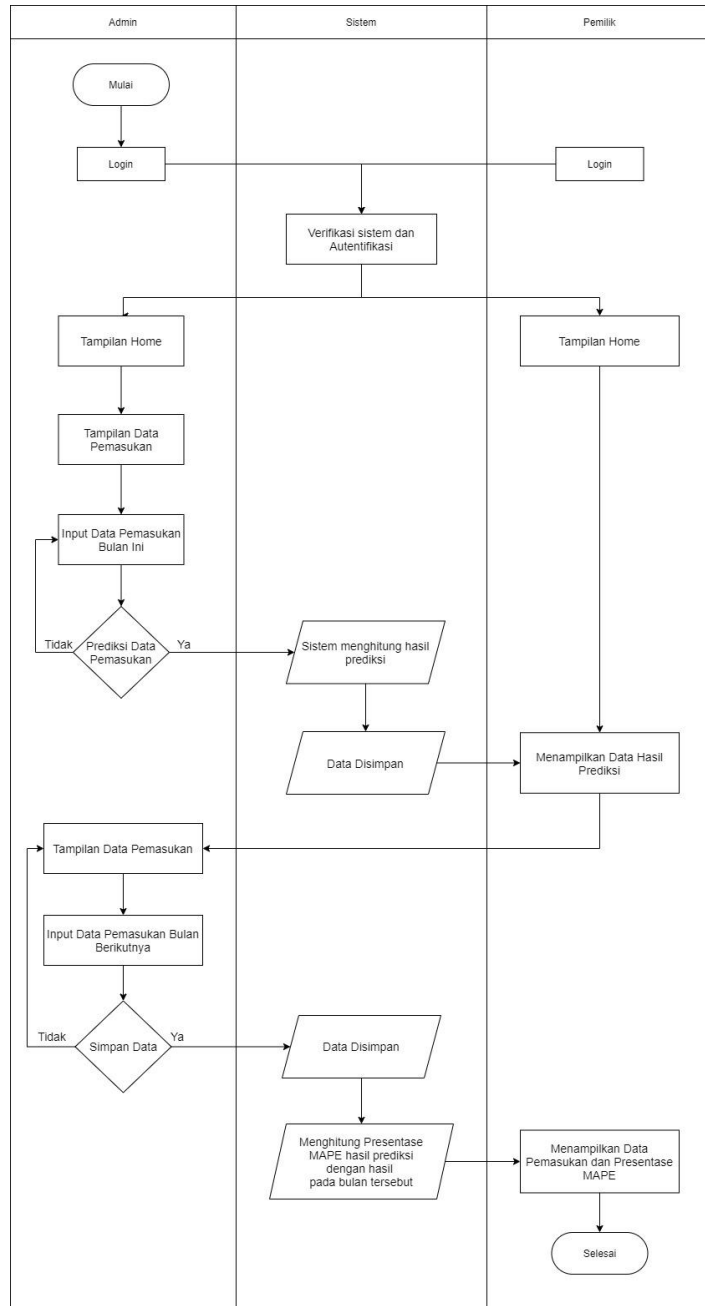 Admin
Sistem
Pemilik
Mulai
Login
Login
Verifikasi sistem dan
Autentifikasi
Tampilan Home
Tampilan Home
Tampilan Data
Pemasukan
Input Data Pemasukan
Bulan Ini
Tidak
Prediksi Data
Pemasukan
Ya
Sistem menghitung hasil
prediksi
Data Disimpan
Menampilkan Data Hasil
Prediksi
Tampilan Data Pemasukan
Input Data Pemasukan Bulan
Berikutnya
Tidak
Simpan Data
Ya
Data Disimpan
Menghitung Presentase
MAPE hasil prediksi
dengan hasil
pada bulan tersebut
Menampilkan Data
Pemasukan dan Presentase
MAPE
Selesai